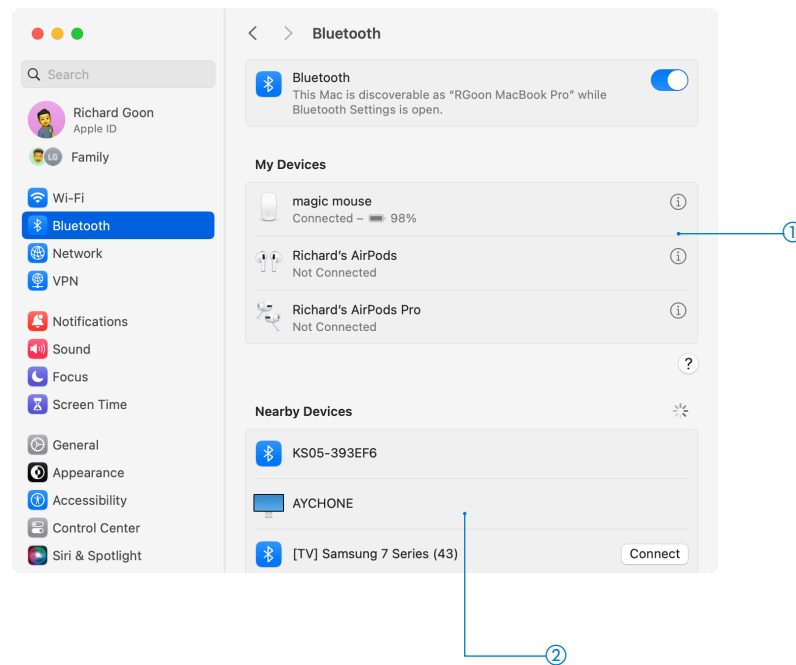 Bluetooth
Search
Richard Goon
Apple ID
LG
Family
Wi-Fi
Bluetooth
Network
VPN
Notifications
Sound
Focus
Screen Time
General
Appearance
Accessibility
Control Center
Siri & Spotlight
Bluetooth
This Mac is discoverable as “RGoon MacBook Pro” while
Bluetooth Settings is open.
My Devices
magic mouse
Connected – 98%
Richard’s AirPods
Not Connected
Richard’s AirPods Pro
Not Connected
?
Nearby Devices
KS05-393EF6
AYCHONE
[TV] Samsung 7 Series (43)
Connect
1
2